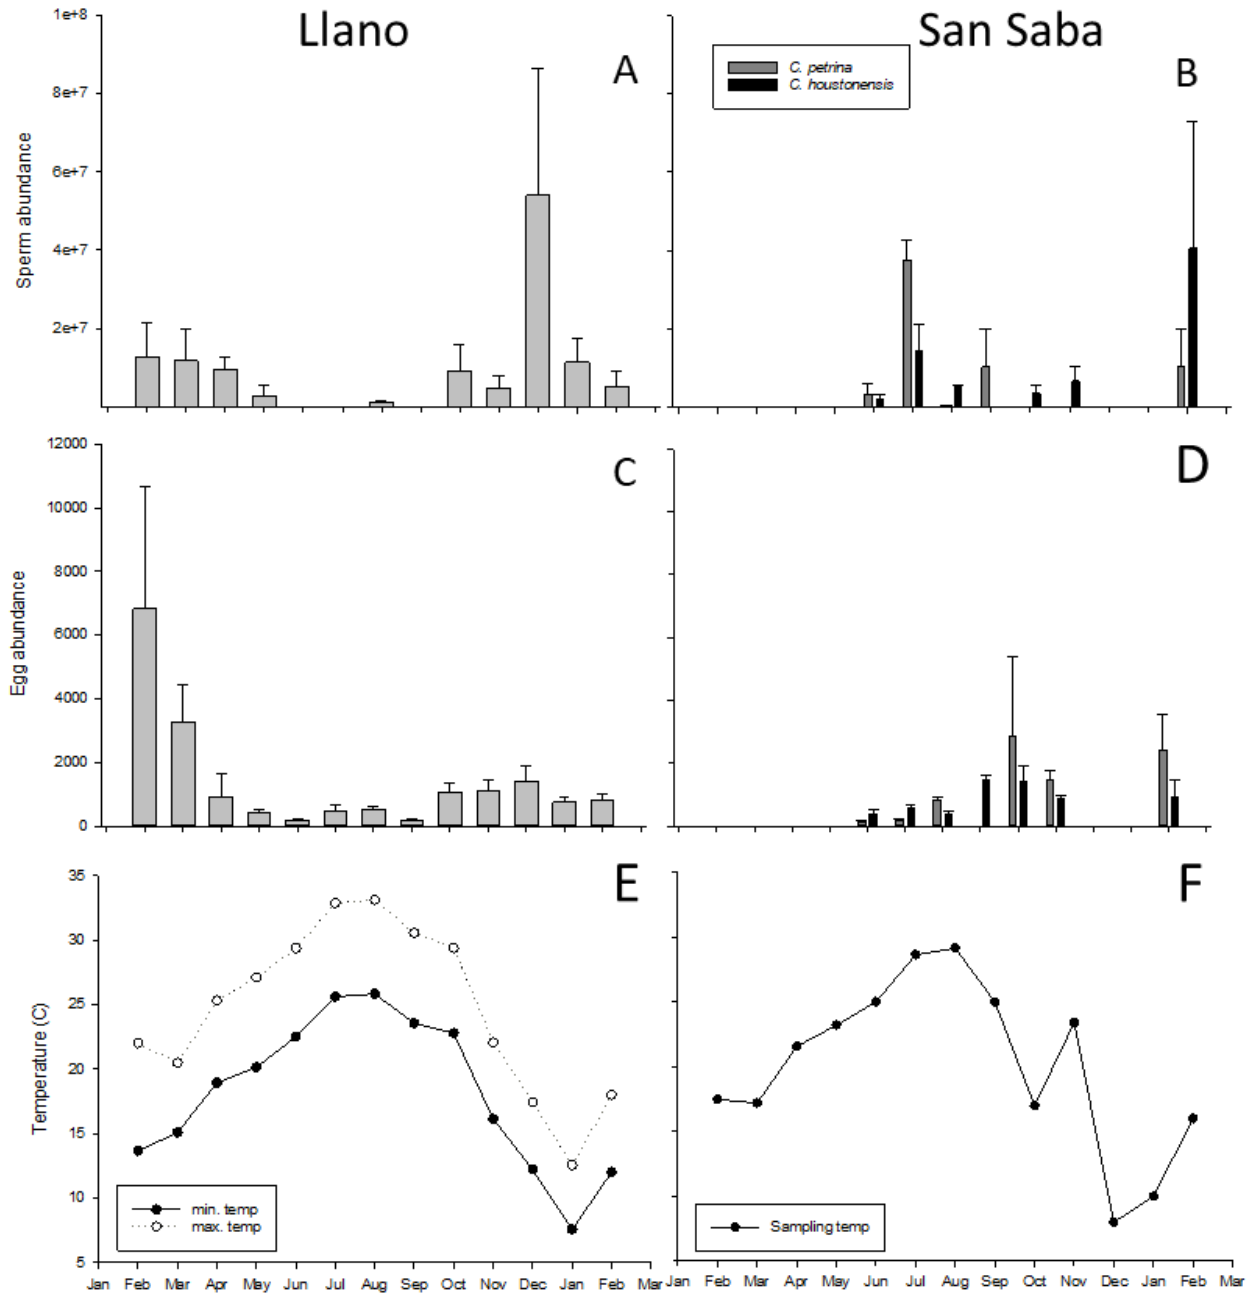 Llano
San Saba
A
B
C. petrina
C. houstonensis
1e+8
8e+7
6e+7
4e+7
2e+7
Sperm abundance
C
D
12000
10000
8000
6000
4000
2000
0
Egg abundance
E
F
35
30
25
20
15
10
5
Temperature (C)
min. temp
max. temp
Sampling temp
Jan Feb Mar Apr May Jun Jul Aug Sep Oct Nov Dec Jan Feb Mar
Jan Feb Mar Apr May Jun Jul Aug Sep Oct Nov Dec Jan Feb Mar